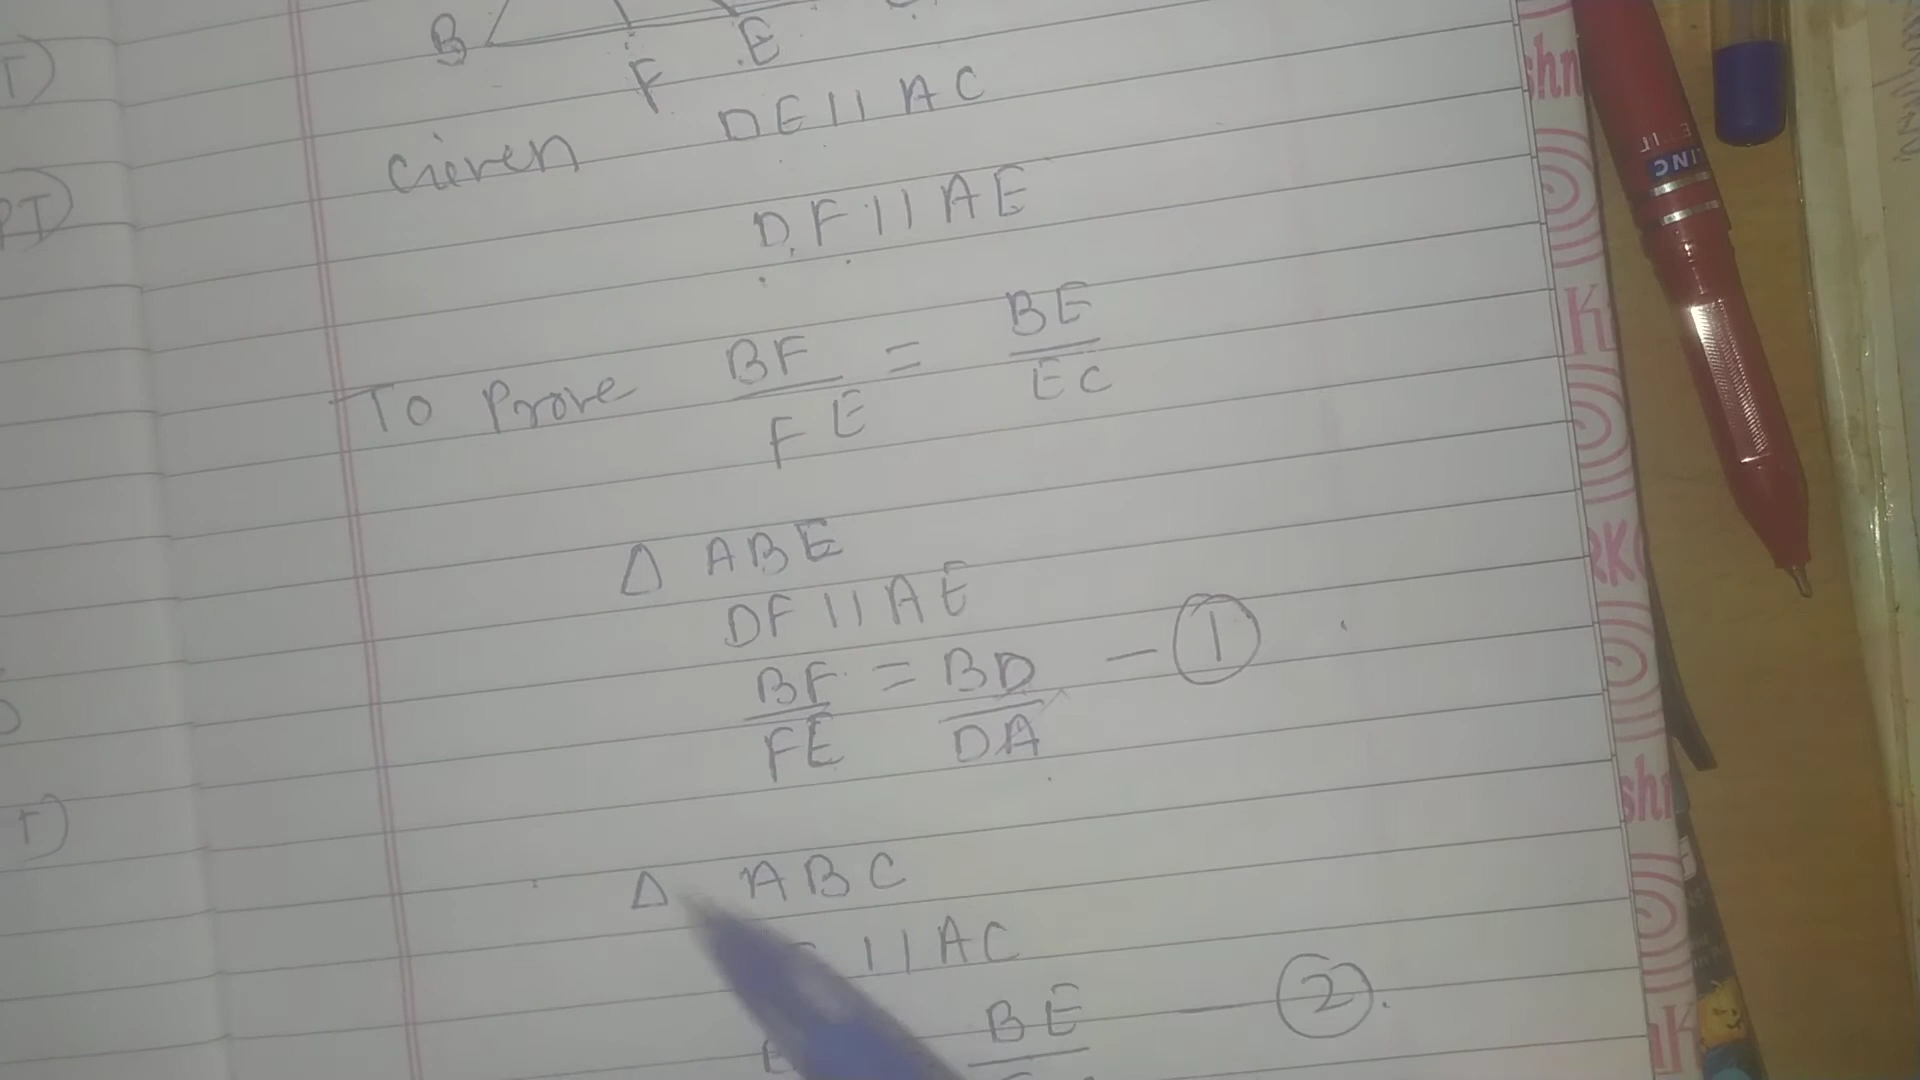 B
F E
Given DE || AC
DF || AE
To Prove BF/FE = BE/EC
Δ ABE
DF || AE
BF/FE = BD/DA — ①
Δ ABC
|| AC
BE — ②